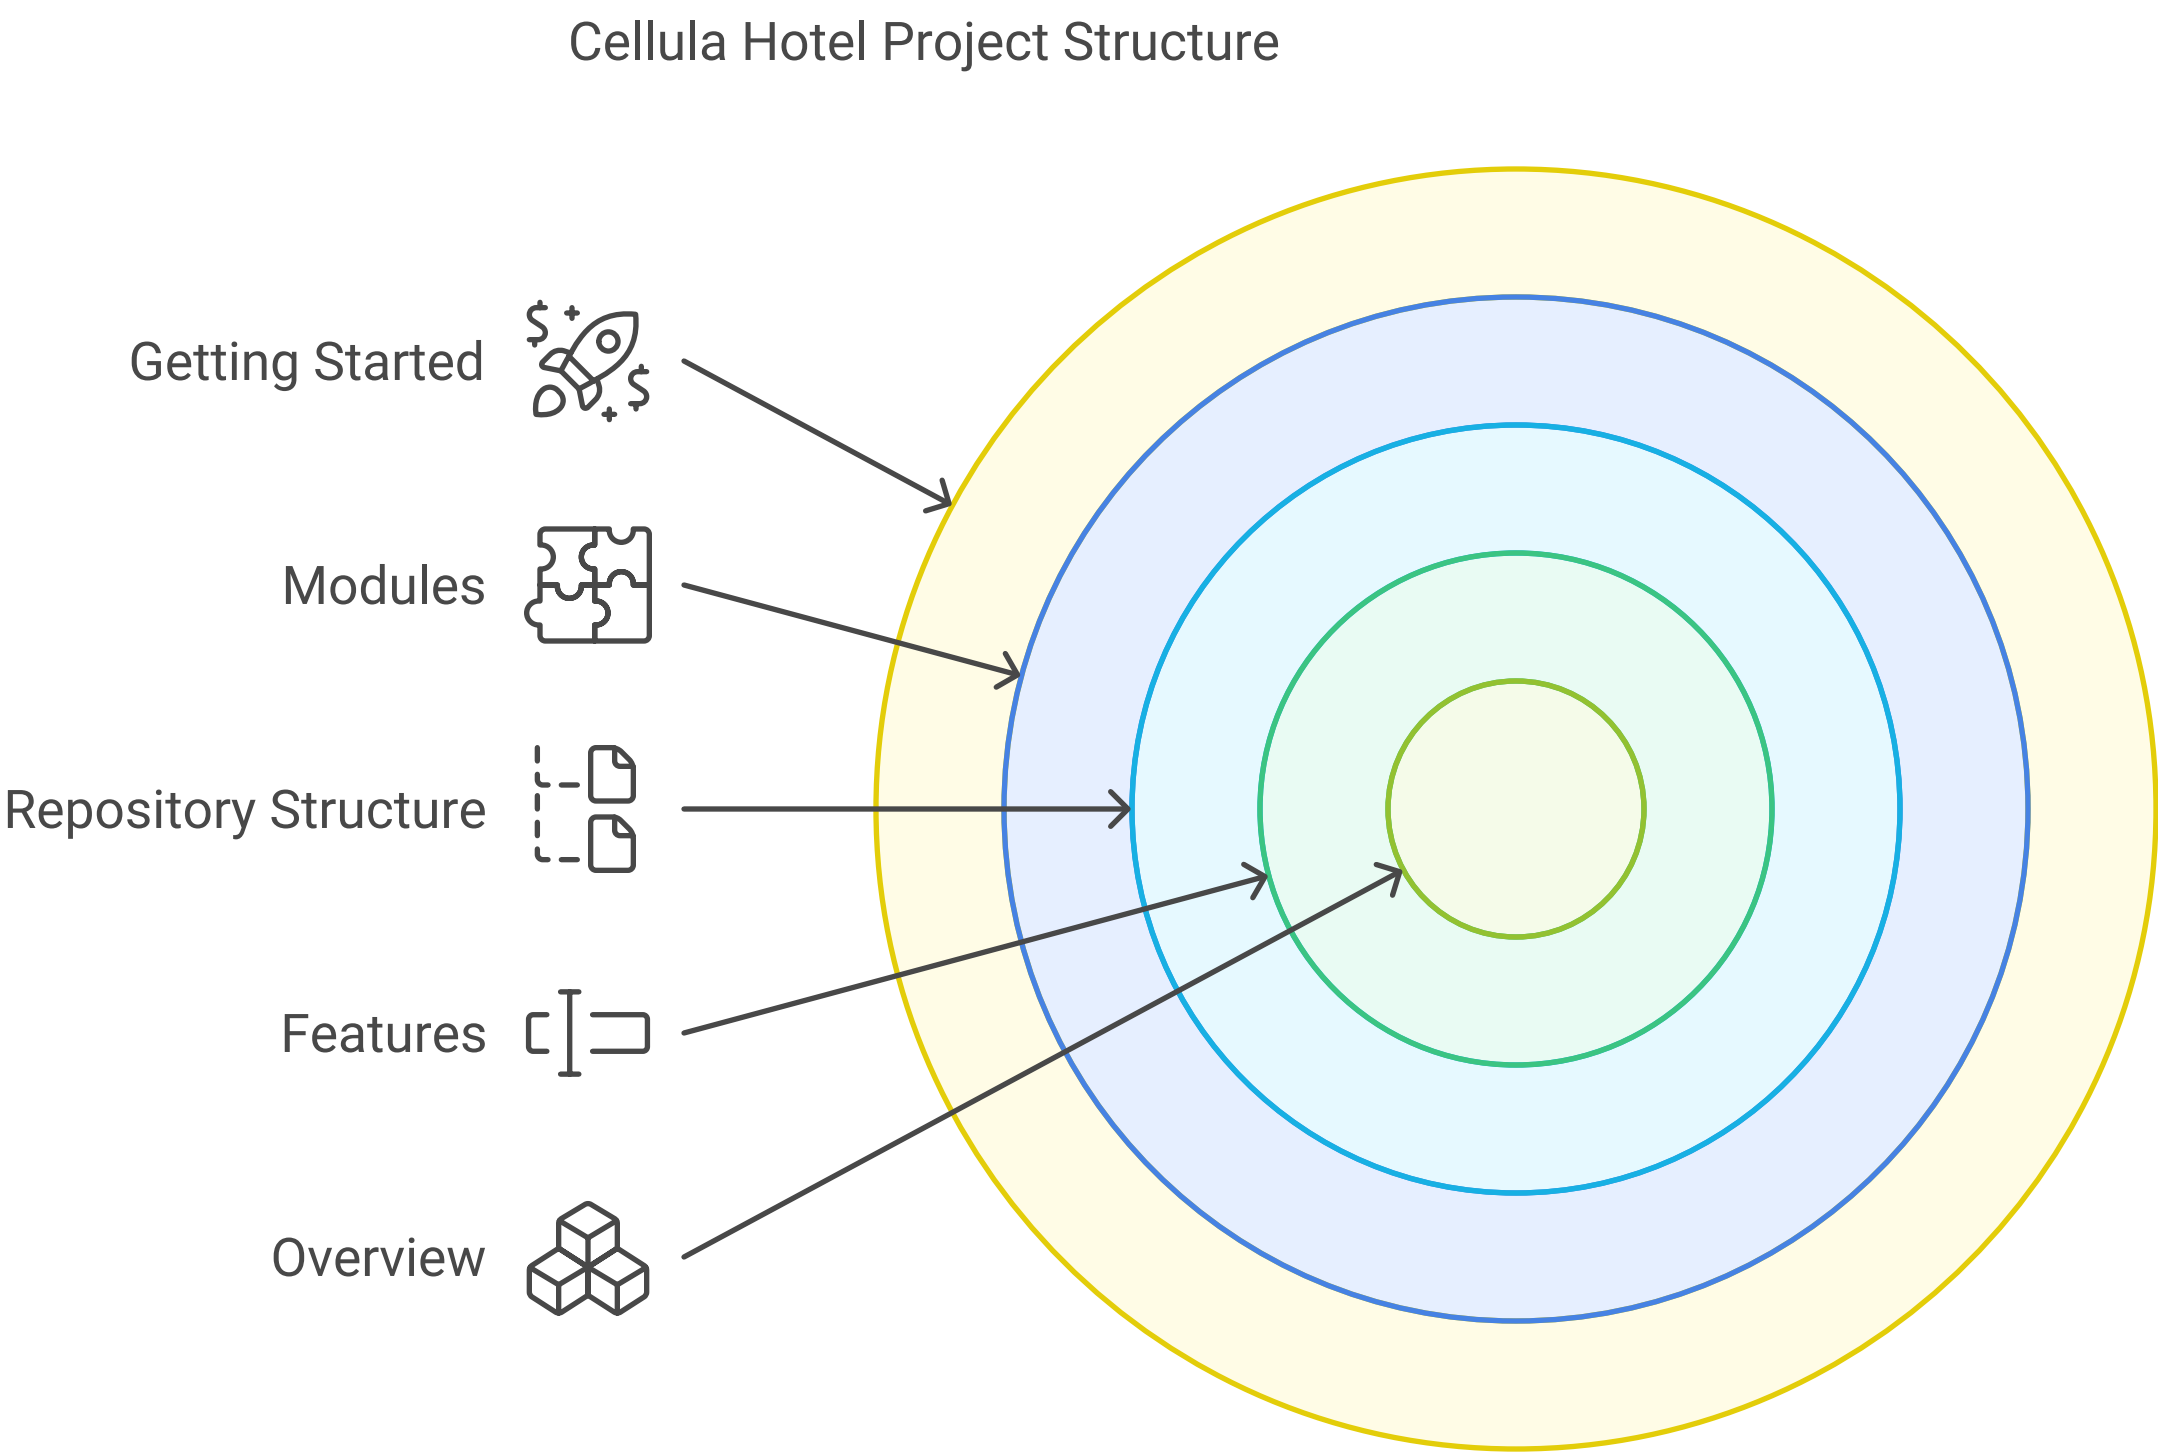 Cellula Hotel Project Structure
Getting Started
Modules
Repository Structure
Features
Overview